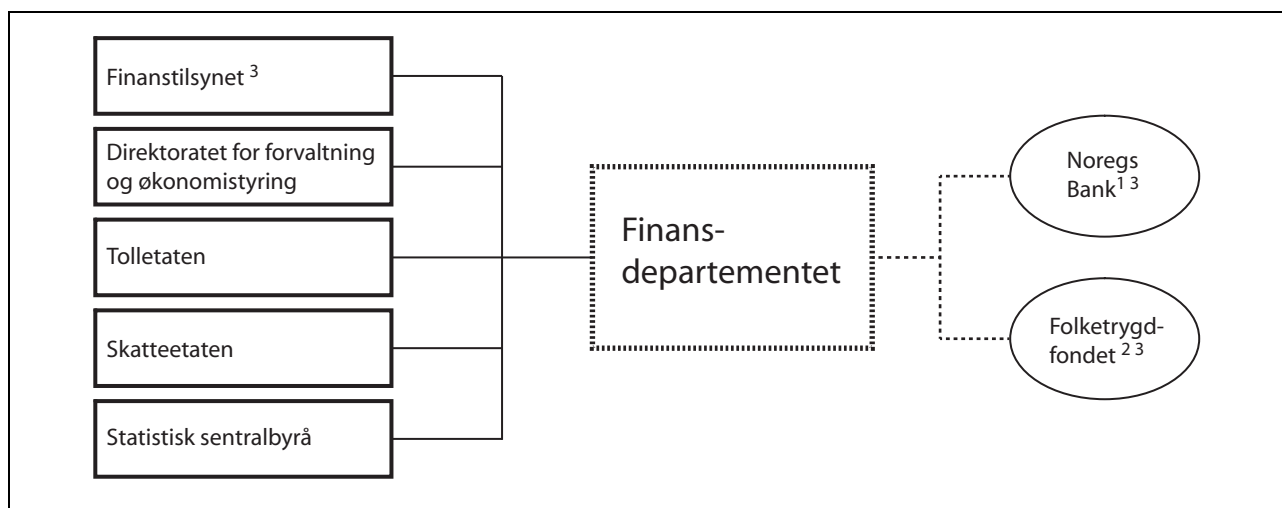 Finanstilsynet 3
Direktoratet for forvaltning
og økonomistyring
Tolletaten
Skatteetaten
Statistisk sentralbyrå
Finans-
departementet
Noregs
Bank1 3
Folketrygd-
fondet 2 3